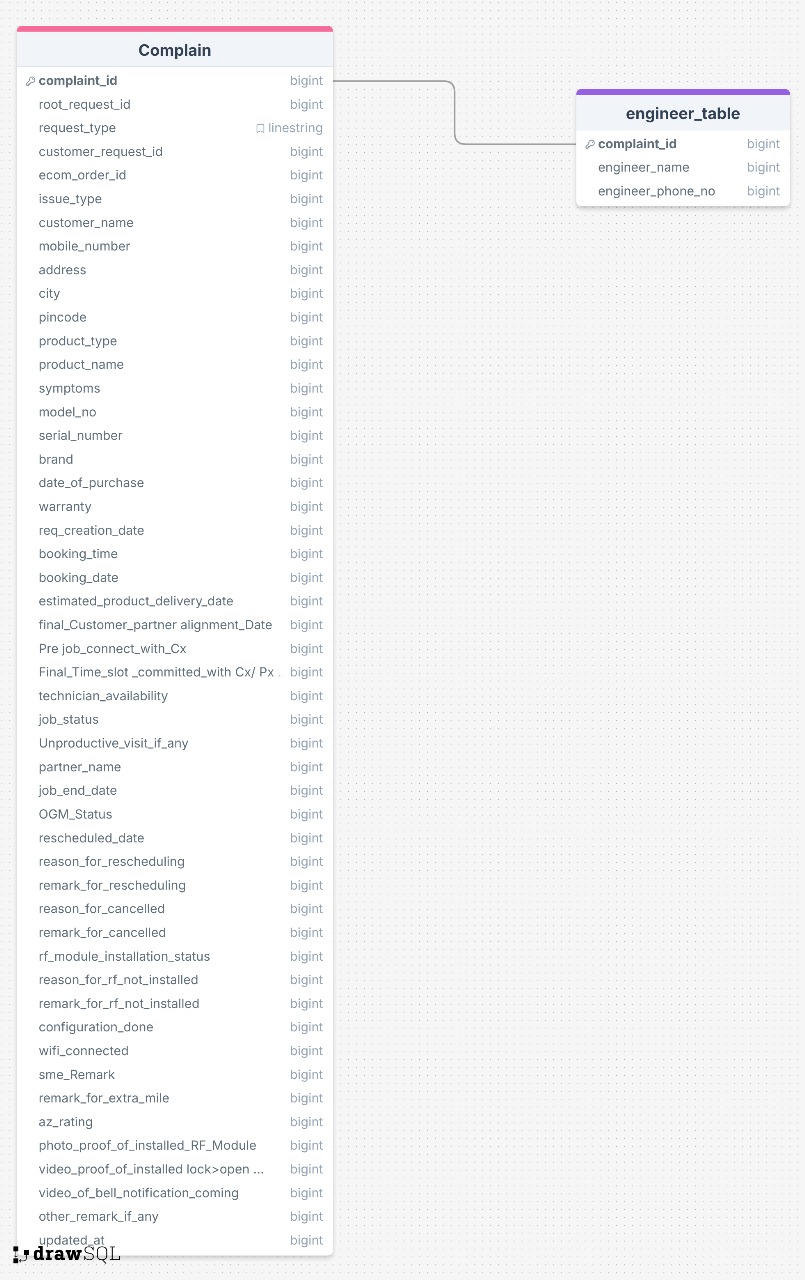 Complain
complaint_id bigint
root_request_id bigint
request_type linestring
customer_request_id bigint
ecom_order_id bigint
issue_type bigint
customer_name bigint
mobile_number bigint
address bigint
city bigint
pincode bigint
product_type bigint
product_name bigint
symptoms bigint
model_no bigint
serial_number bigint
brand bigint
date_of_purchase bigint
warranty bigint
req_creation_date bigint
booking_time bigint
booking_date bigint
estimated_product_delivery_date bigint
final_Customer_partner alignment_Date bigint
Pre job_connect_with_Cx bigint
Final_Time_slot _committed_with Cx/ Px . bigint
technician_availability bigint
job_status bigint
Unproductive_visit_if_any bigint
partner_name bigint
job_end_date bigint
OGM_Status bigint
rescheduled_date bigint
reason_for_rescheduling bigint
remark_for_rescheduling bigint
reason_for_cancelled bigint
remark_for_cancelled bigint
rf_module_installation_status bigint
reason_for_rf_not_installed bigint
remark_for_rf_not_installed bigint
configuration_done bigint
wifi_connected bigint
sme_Remark bigint
remark_for_extra_mile bigint
az_rating bigint
photo_proof_of_installed_RF_Module bigint
video_proof_of_installed lock>open ... bigint
video_of_bell_notification_coming bigint
other_remark_if_any bigint
updated_at bigint
engineer_table
complaint_id bigint
engineer_name bigint
engineer_phone_no bigint
drawSQL